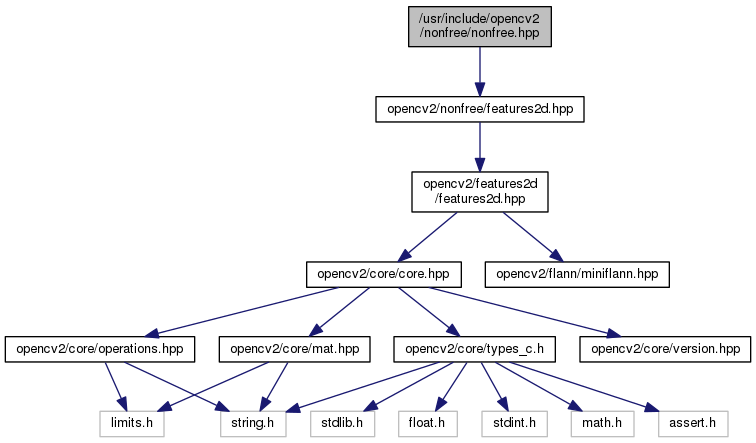 /usr/include/opencv2
/nonfree/nonfree.hpp
opencv2/nonfree/features2d.hpp
opencv2/features2d
/features2d.hpp
opencv2/core/core.hpp
opencv2/flann/miniflann.hpp
opencv2/core/operations.hpp
opencv2/core/mat.hpp
opencv2/core/types_c.h
opencv2/core/version.hpp
limits.h
string.h
stdlib.h
float.h
stdint.h
math.h
assert.h